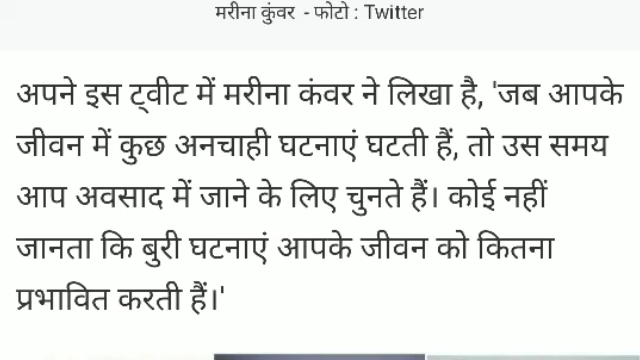 मरीना कुंवर - फोटो : Twitter
अपने इस ट्वीट में मरीना कंवर ने लिखा है, 'जब आपके
जीवन में कुछ अनचाही घटनाएं घटती हैं, तो उस समय
आप अवसाद में जाने के लिए चुनते हैं। कोई नहीं
जानता कि बुरी घटनाएं आपके जीवन को कितना
प्रभावित करती हैं।'